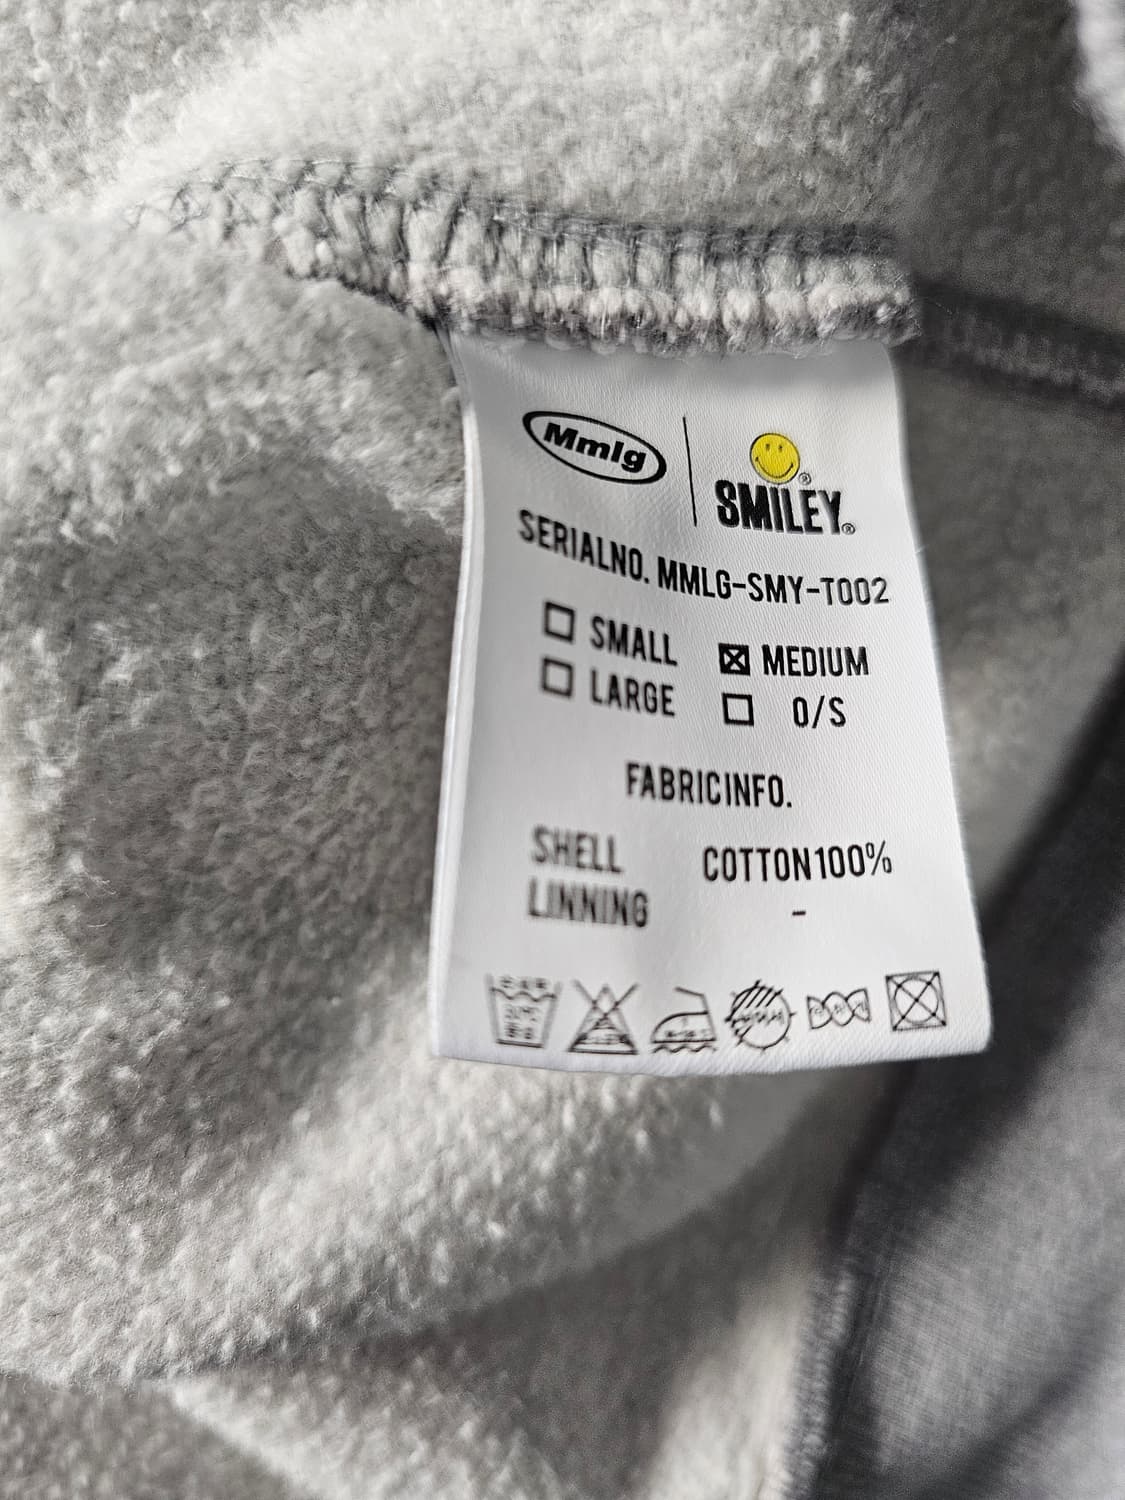 Mmlg
SMILEY®
SERIALNO. MMLG-SMY-T002
☐ SMALL ☒ MEDIUM
☐ LARGE ☐ O/S
FABRICINFO.
SHELL COTTON100%
LINNING -